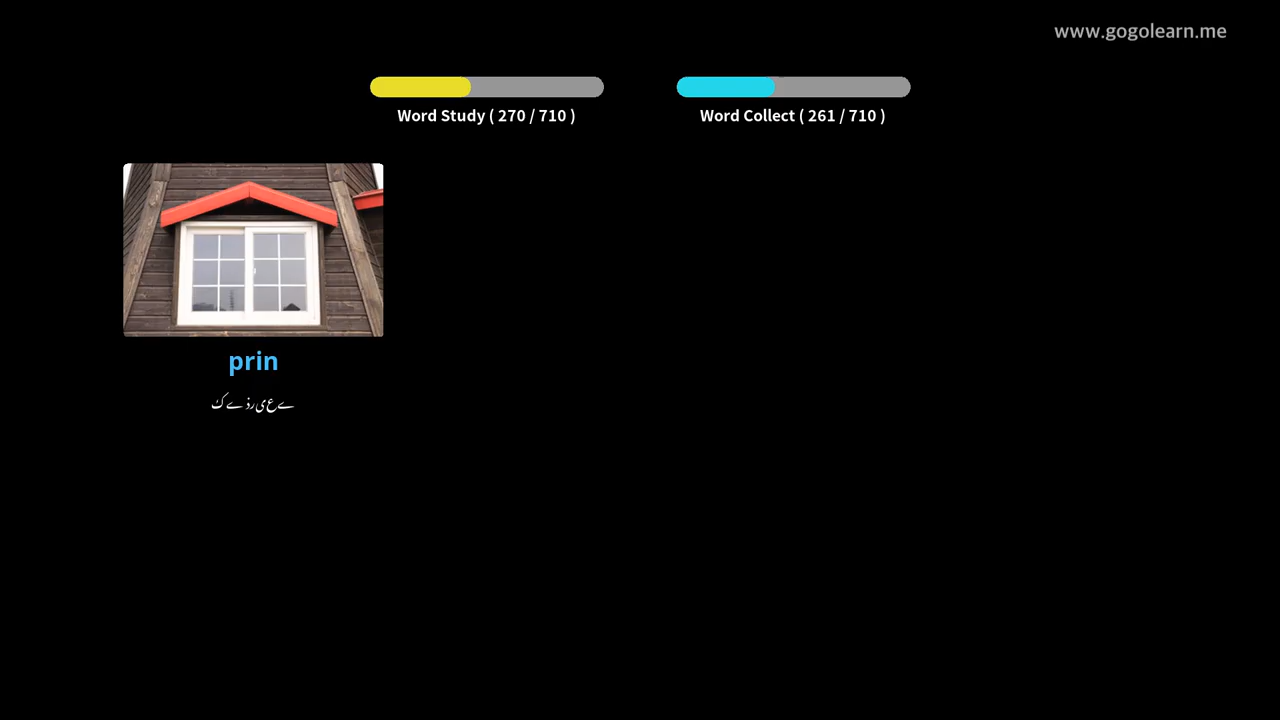 www.gogolearn.me
Word Study ( 270 / 710 )
Word Collect ( 261 / 710 )
prin
کے ذریعے